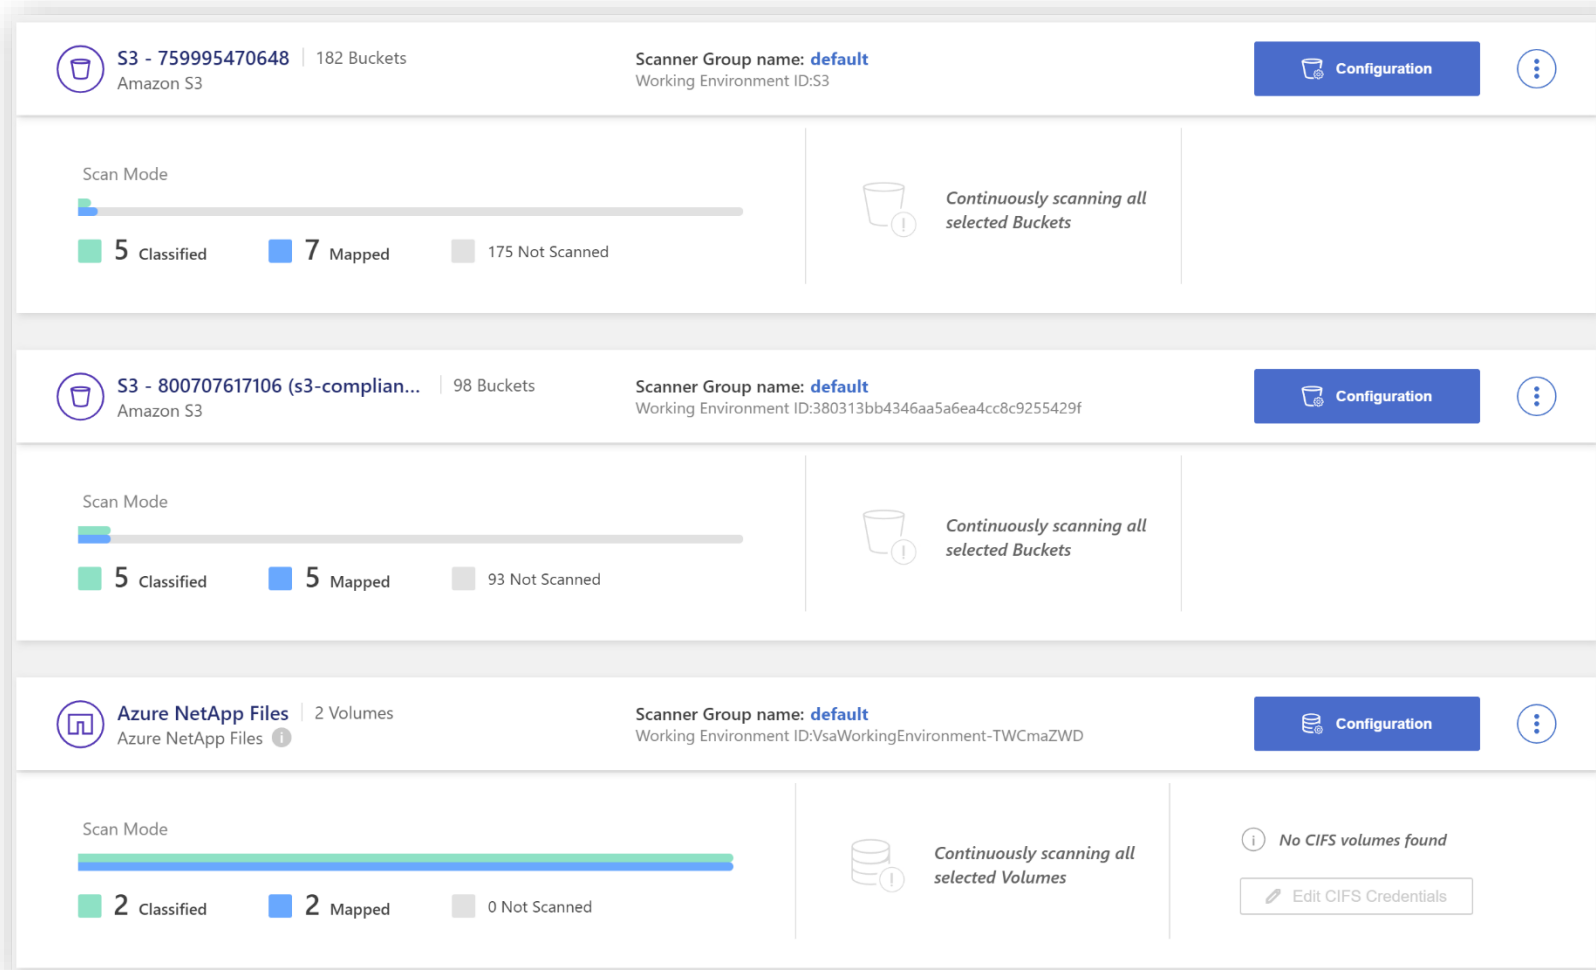 S3 - 759995470648 182 Buckets
Amazon S3
Scanner Group name: default
Working Environment ID:S3
Configuration
Scan Mode
5 Classified 7 Mapped 175 Not Scanned
Continuously scanning all
selected Buckets
S3 - 800707617106 (s3-complian... 98 Buckets
Amazon S3
Scanner Group name: default
Working Environment ID:380313bb4346aa5a6ea4cc8c9255429f
Configuration
Scan Mode
5 Classified 5 Mapped 93 Not Scanned
Continuously scanning all
selected Buckets
Azure NetApp Files 2 Volumes
Azure NetApp Files
Scanner Group name: default
Working Environment ID:VsaWorkingEnvironment-TWCmaZWD
Configuration
Scan Mode
2 Classified 2 Mapped 0 Not Scanned
Continuously scanning all
selected Volumes
No CIFS volumes found
Edit CIFS Credentials